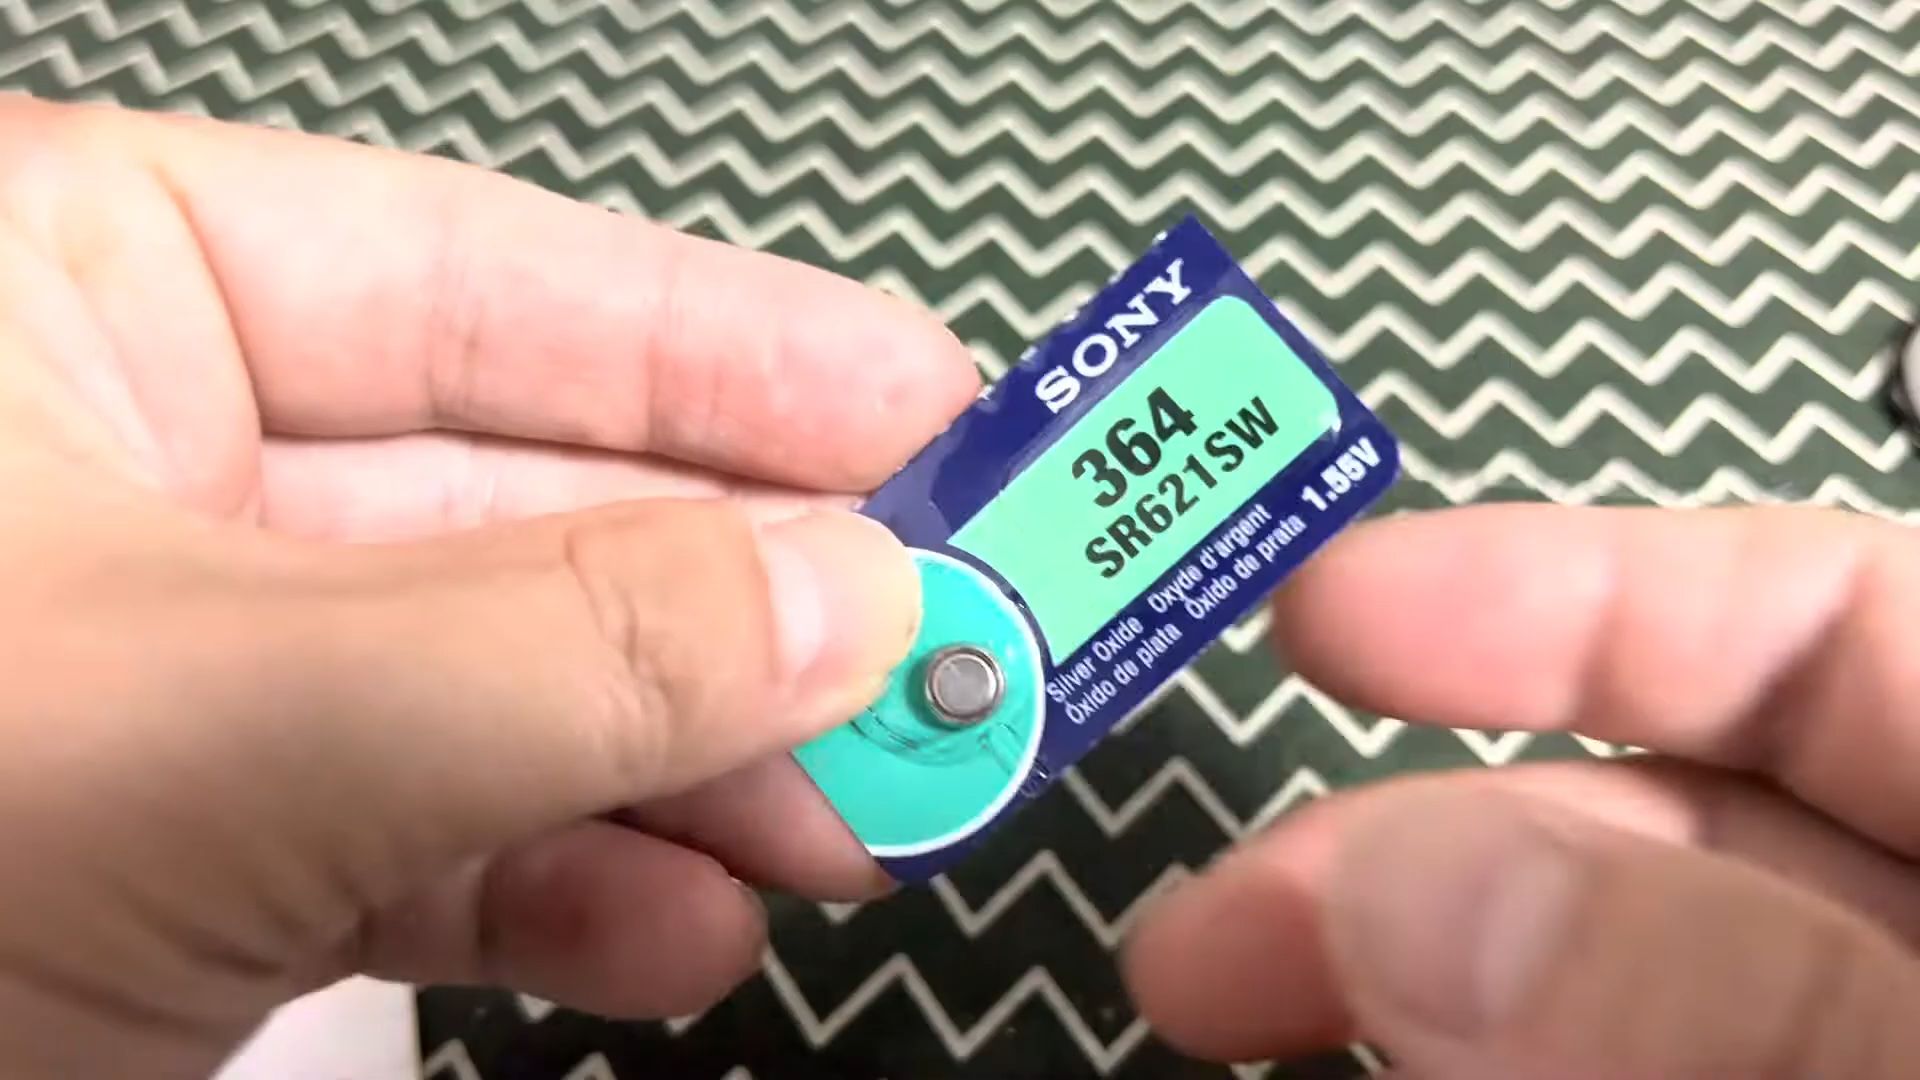 SONY
364
SR621SW
Silver Oxide Oxyde d'argent
Óxido de plata Óxido de prata 1.55V